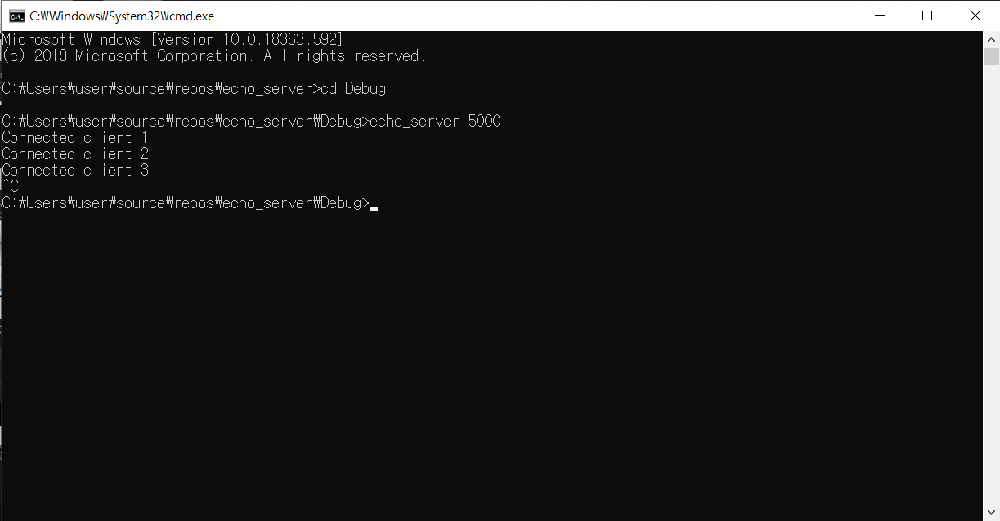 C:₩Windows₩System32₩cmd.exe
Microsoft Windows [Version 10.0.18363.592]
(c) 2019 Microsoft Corporation. All rights reserved.
C:₩Users₩user₩source₩repos₩echo_server>cd Debug
C:₩Users₩user₩source₩repos₩echo_server₩Debug>echo_server 5000
Connected client 1
Connected client 2
Connected client 3
^C
C:₩Users₩user₩source₩repos₩echo_server₩Debug>